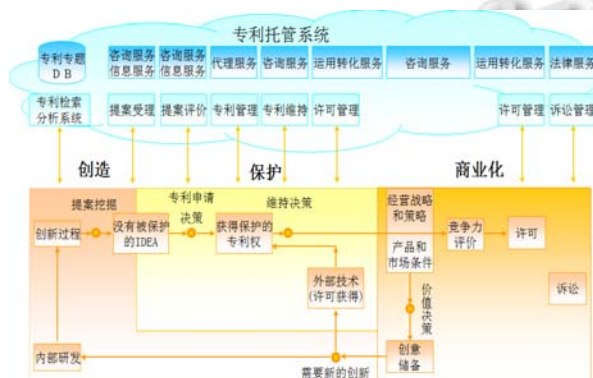 专利托管系统
专利专题
DB
咨询服务
信息服务
咨询服务
信息服务
代理服务
咨询服务
运用转化服务
咨询服务
运用转化服务
法律服务
专利检索
分析系统
提案受理
提案评价
专利管理
专利维持
许可管理
许可管理
诉讼管理
创造
保护
商业化
提案挖掘
专利申请
决策
维持决策
经营战略
和策略
产品和
市场条件
创新过程
没有被保护
的IDEA
获得保护的
专利权
竞争力
评价
许可
外部技术
(许可获得)
价值决策
诉讼
内部研发
需要新的创新
创意
储备